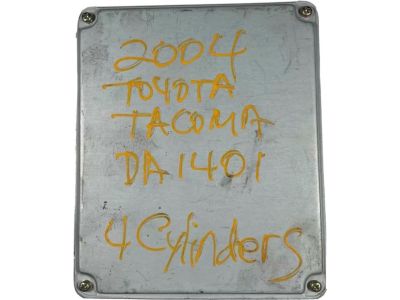 2004
TOYOTA
TACOMA
DA1401
4 Cylinders